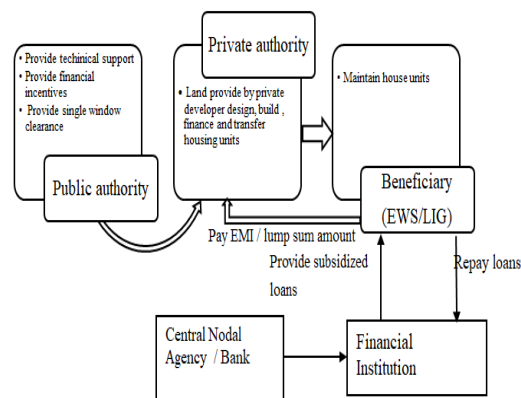 • Provide techinical support
• Provide financial
incentives
• Provide single window
clearance
Public authority
Private authority
• Land provide by private
developer design, build ,
finance and transfer
housing units
• Maintain house units
Beneficiary
(EWS/LIG)
Pay EMI / lump sum amount
Provide subsidized
loans
Repay loans
Central Nodal
Agency / Bank
Financial
Institution